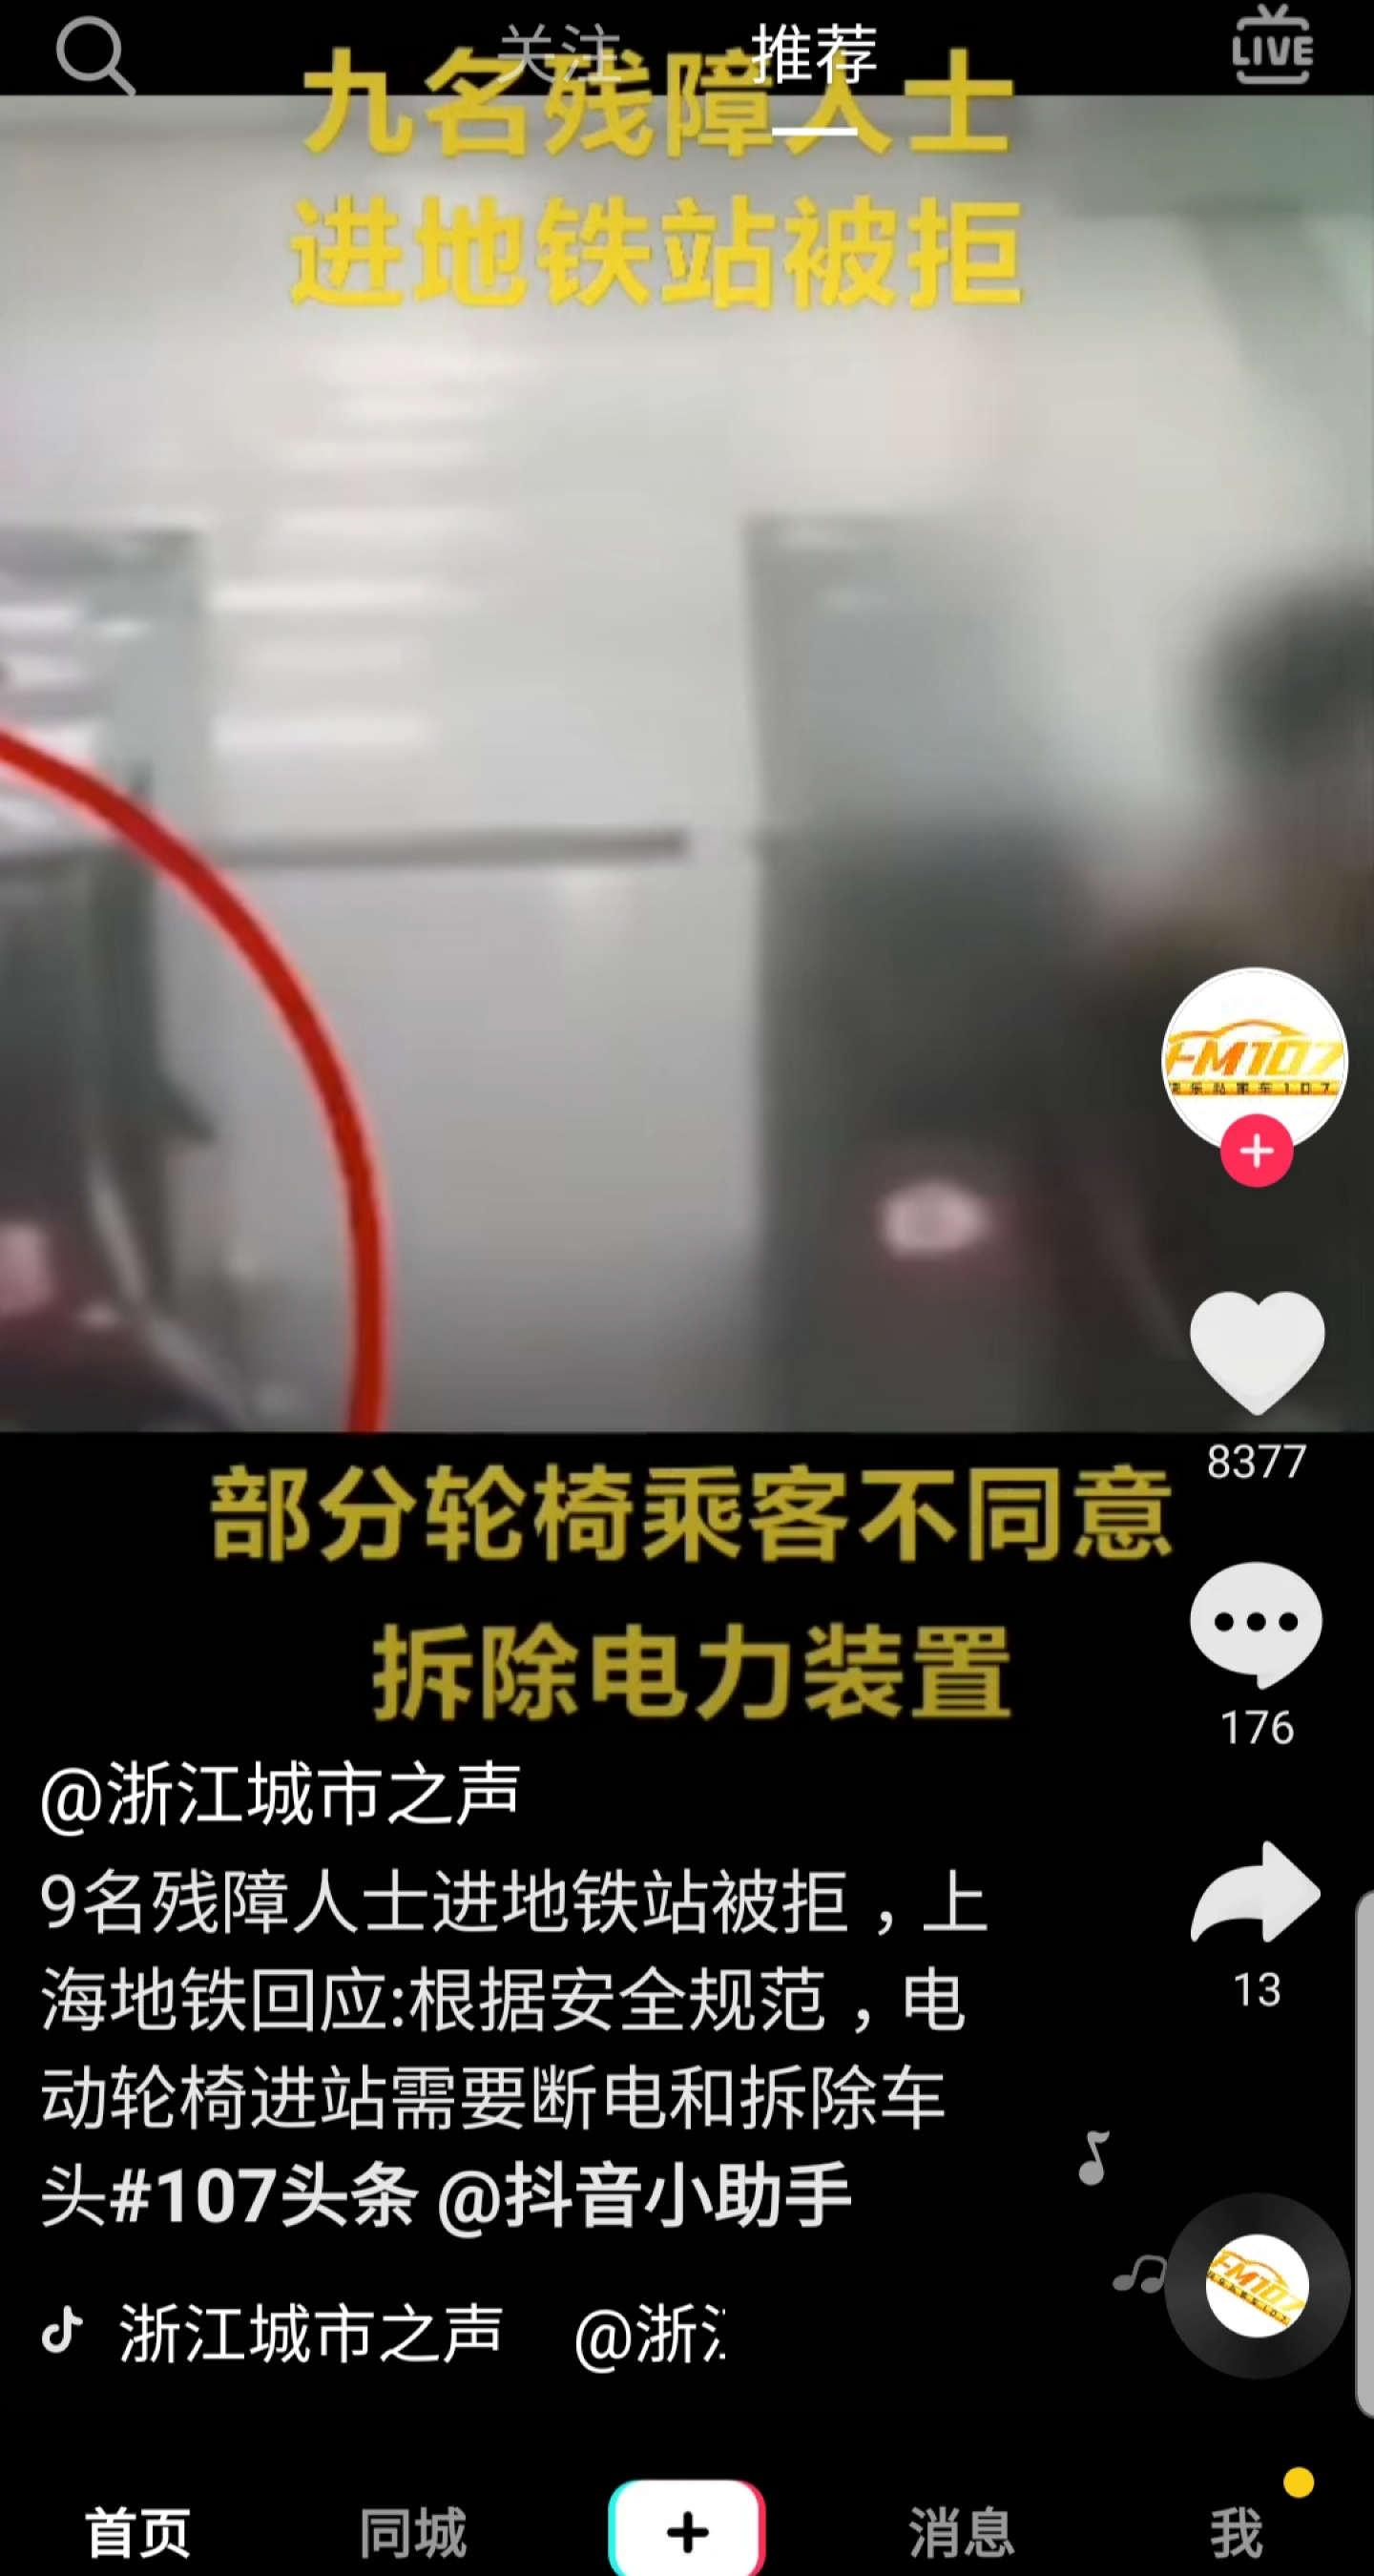 关注 推荐 LIVE
九名残障人士
进地铁站被拒
FM107
部分轮椅乘客不同意
8377
拆除电力装置
176
@浙江城市之声
9名残障人士进地铁站被拒，上
海地铁回应:根据安全规范，电
13
动轮椅进站需要断电和拆除车
头#107头条 @抖音小助手
FM107
浙江城市之声 @浙江
首页 同城 消息 我